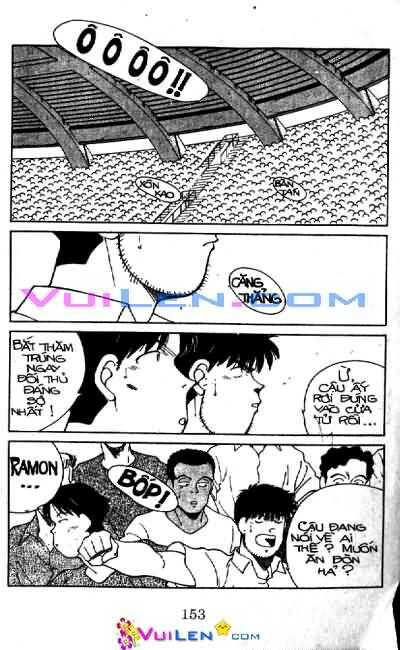 Ô Ô Ô Ô!!
XÔN
XAO
BÀN
TÁN
CĂNG
THẲNG
VuiLen.com
BẤT THĂM
TRÚNG
NGAY
ĐỐI THỦ
ĐÁNG
SỢ
NHẤT!
Ừ
CẬU ẤY
RƠI ĐÚNG
VÀO CỬA
TỬ RỒI...
RAMON
...
BỐP!
CẬU ĐANG
NÓI VỀ AI
THẾ? MUỐN
ĂN ĐÒN
HẢ?
153
VuiLen.com